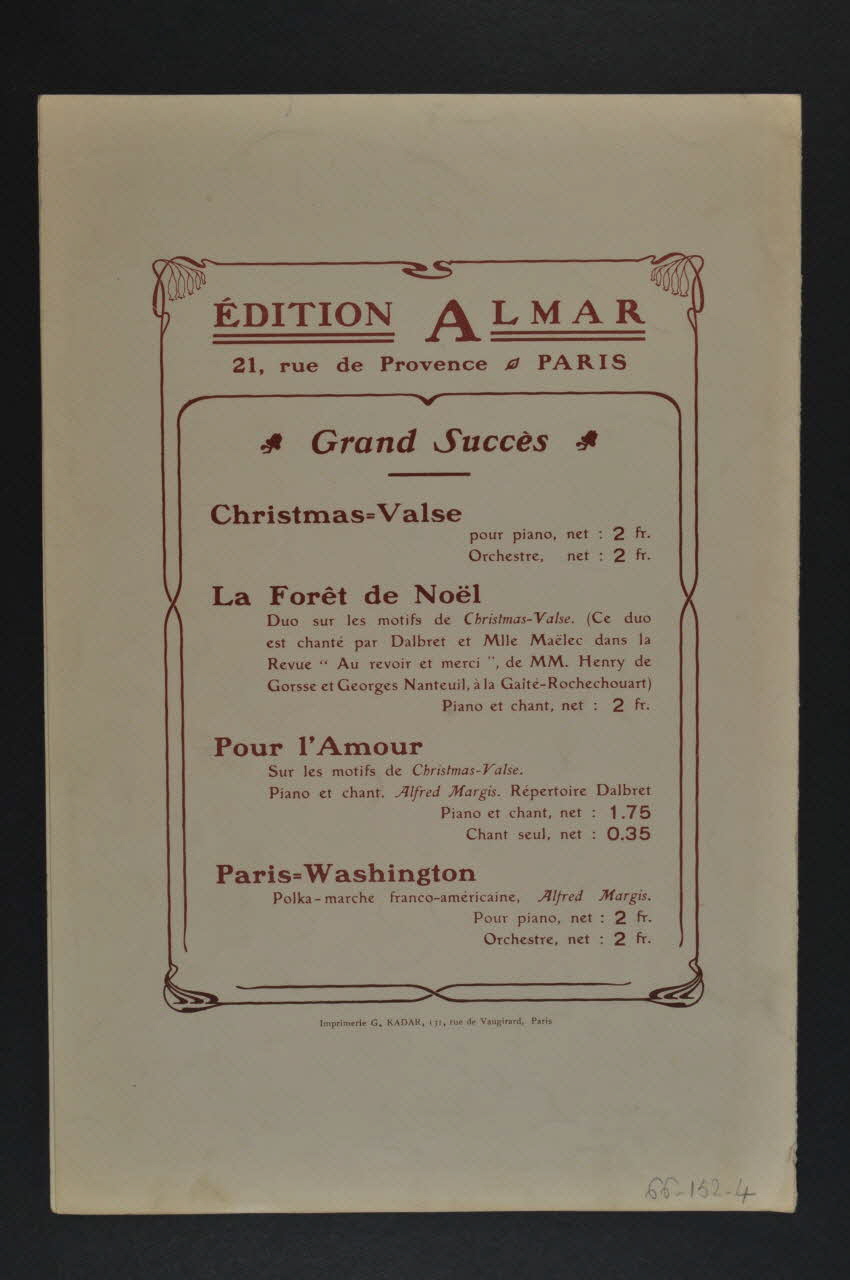 ÉDITION ALMAR
21, rue de Provence PARIS
Grand Succès
Christmas=Valse
pour piano, net : 2 fr.
Orchestre, net : 2 fr.
La Forêt de Noël
Duo sur les motifs de Christmas-Valse. (Ce duo
est chanté par Dalbret et Mlle Maëlec dans la
Revue “ Au revoir et merci ”, de MM. Henry de
Gorsse et Georges Nanteuil, à la Gaîté-Rochechouart)
Piano et chant, net : 2 fr.
Pour l'Amour
Sur les motifs de Christmas-Valse.
Piano et chant. Alfred Margis. Répertoire Dalbret
Piano et chant, net : 1.75
Chant seul, net : 0.35
Paris=Washington
Polka-marche franco-américaine, Alfred Margis.
Pour piano, net : 2 fr.
Orchestre, net : 2 fr.
Imprimerie G. KADAR, 131, rue de Vaugirard, Paris
66-152-4